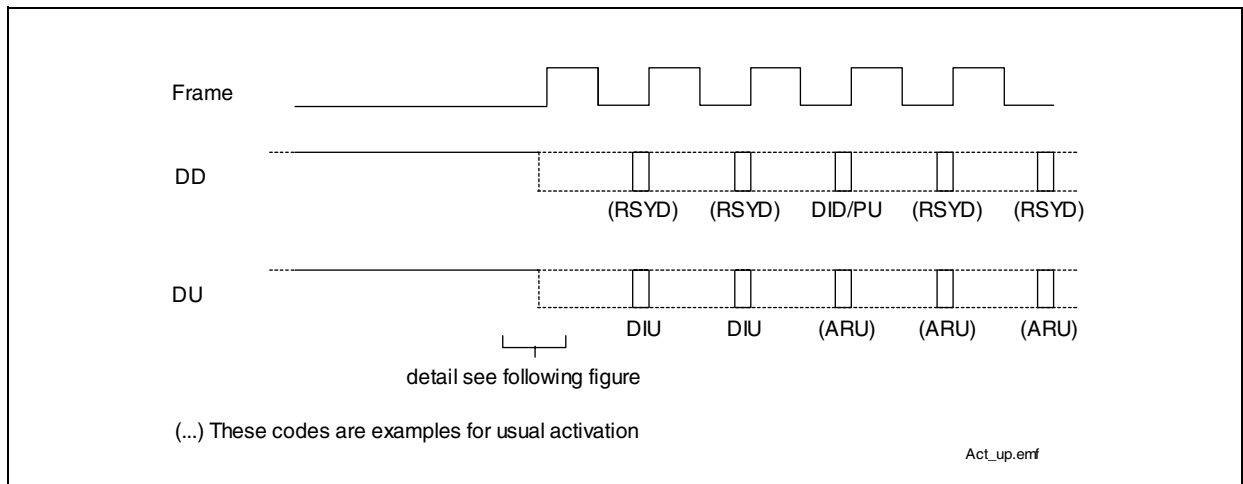 Frame
DD
(RSYD) (RSYD) DID/PU (RSYD) (RSYD)
DU
DIU DIU (ARU) (ARU) (ARU)
detail see following figure
(...) These codes are examples for usual activation
Act_up.emf